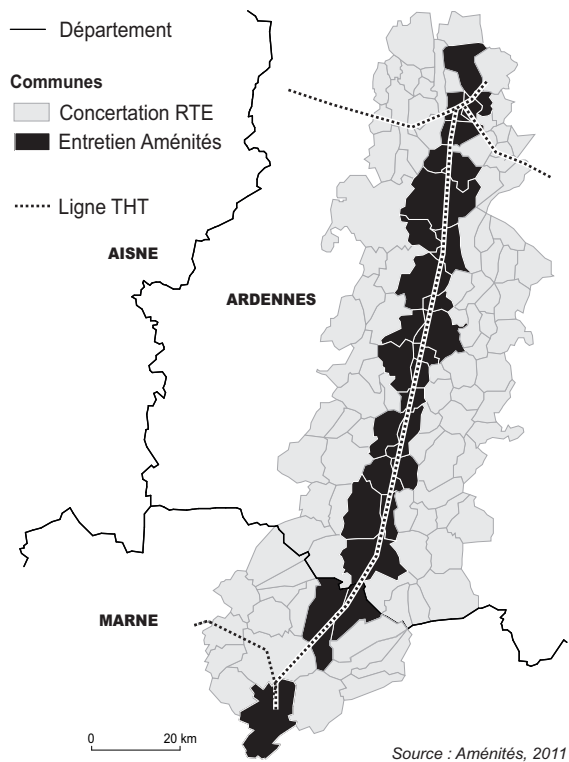 Département
Communes
Concertation RTE
Entretien Aménités
Ligne THT
AISNE
ARDENNES
MARNE
0 20 km
Source : Aménités, 2011